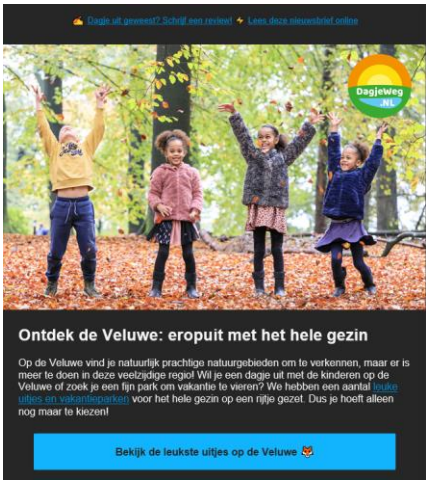 ✍️ Dagje uit geweest? Schrijf een review! ⚡ Lees deze nieuwsbrief online
DagjeWeg
.NL
Ontdek de Veluwe: eropuit met het hele gezin
Op de Veluwe vind je natuurlijk prachtige natuurgebieden om te verkennen, maar er is
meer te doen in deze veelzijdige regio! Wil je een dagje uit met de kinderen op de
Veluwe of zoek je een fijn park om vakantie te vieren? We hebben een aantal leuke
uitjes en vakantieparken voor het hele gezin op een rijtje gezet. Dus je hoeft alleen
nog maar te kiezen!
Bekijk de leukste uitjes op de Veluwe 🦊